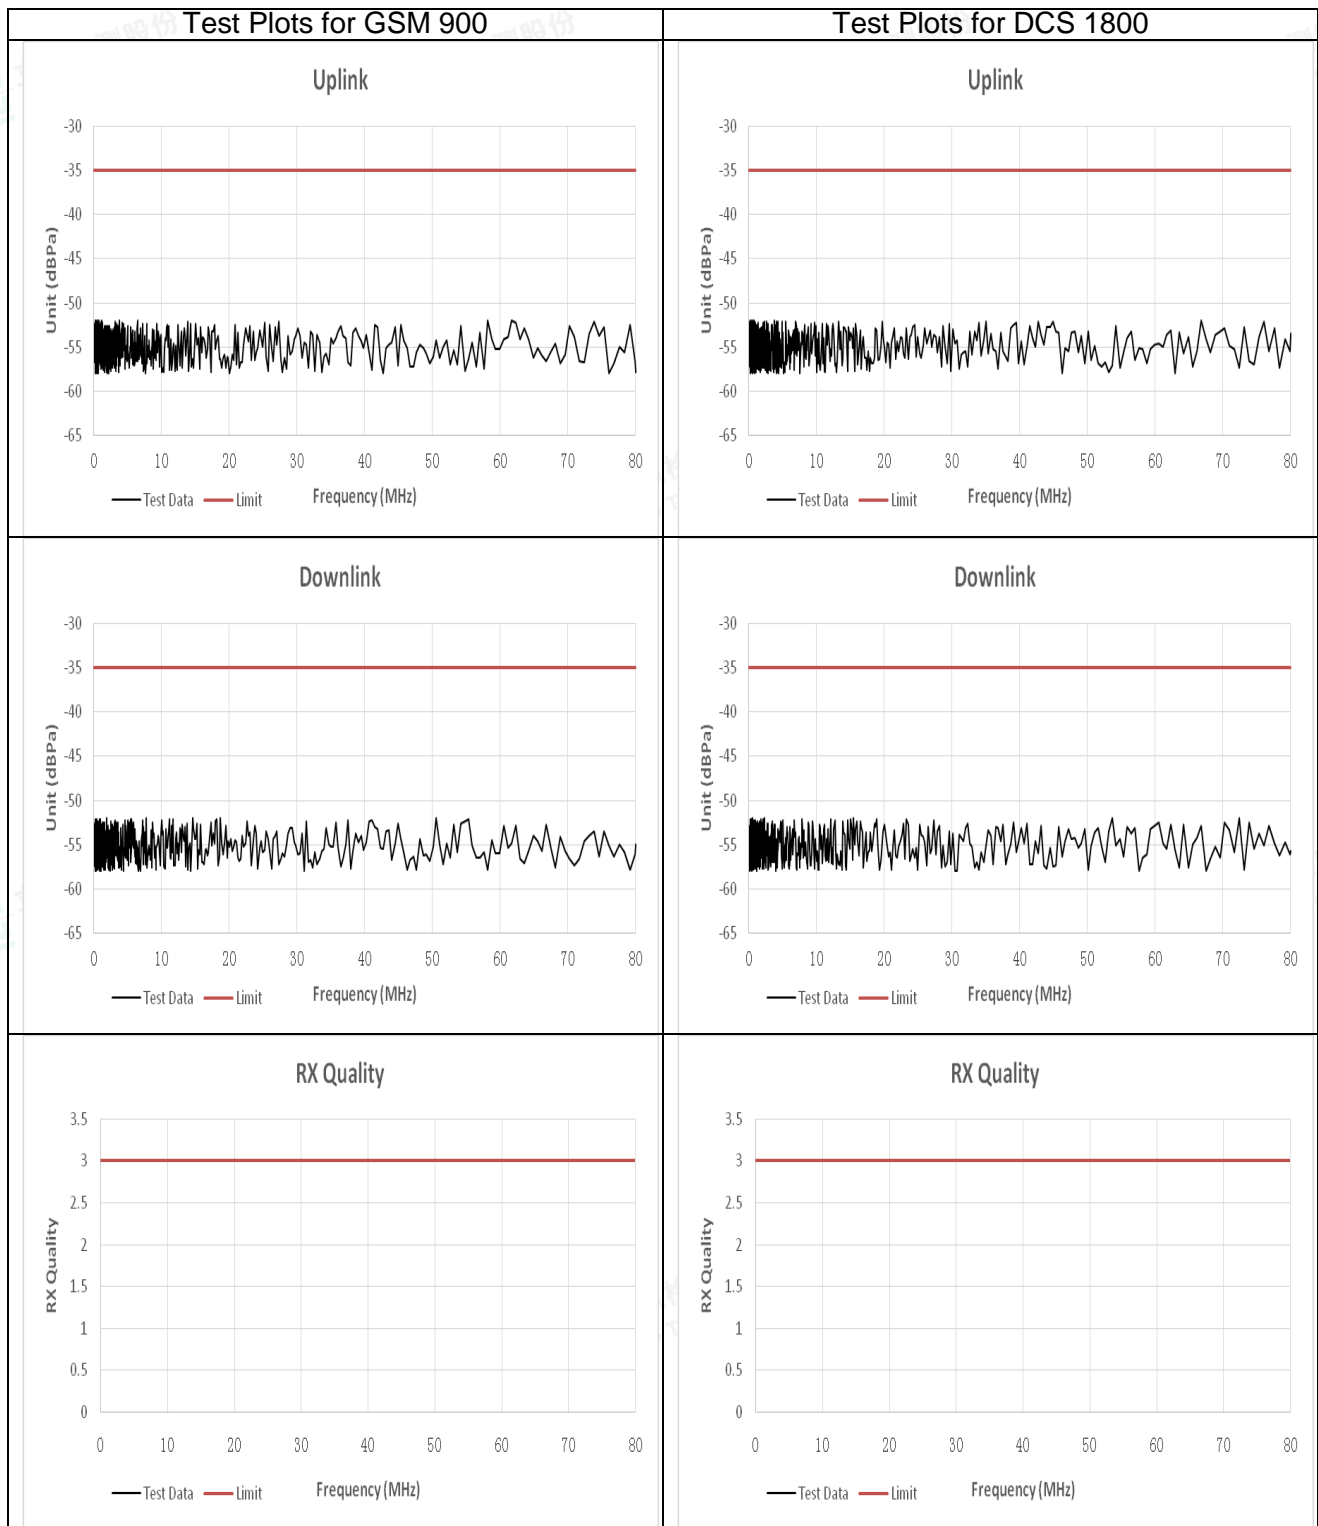 Test Plots for GSM 900
Test Plots for DCS 1800
Uplink
-30
-35
-40
-45
-50
-55
-60
-65
Unit (dBPa)
0 10 20 30 40 50 60 70 80
Test Data Limit Frequency (MHz)
Uplink
-30
-35
-40
-45
-50
-55
-60
-65
Unit (dBPa)
0 10 20 30 40 50 60 70 80
Test Data Limit Frequency (MHz)
Downlink
-30
-35
-40
-45
-50
-55
-60
-65
Unit (dBPa)
0 10 20 30 40 50 60 70 80
Test Data Limit Frequency (MHz)
Downlink
-30
-35
-40
-45
-50
-55
-60
-65
Unit (dBPa)
0 10 20 30 40 50 60 70 80
Test Data Limit Frequency (MHz)
RX Quality
3.5
3
2.5
2
1.5
1
0.5
0
RX Quality
0 10 20 30 40 50 60 70 80
Test Data Limit Frequency (MHz)
RX Quality
3.5
3
2.5
2
1.5
1
0.5
0
RX Quality
0 10 20 30 40 50 60 70 80
Test Data Limit Frequency (MHz)